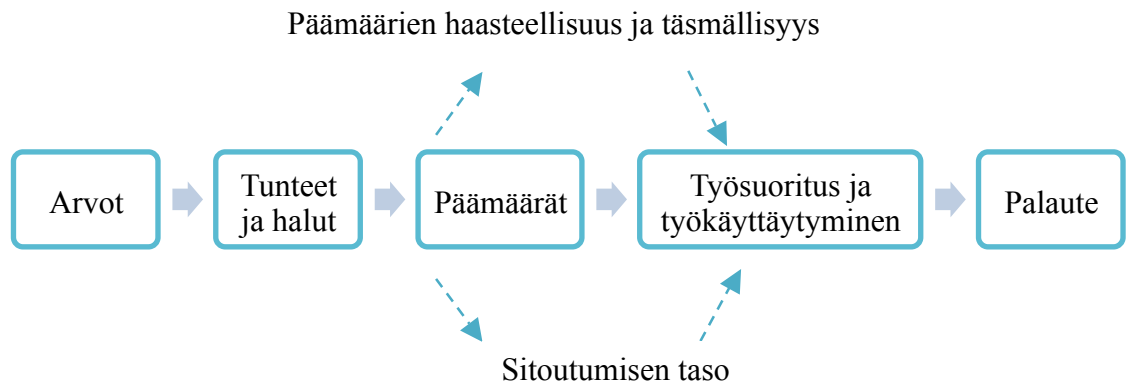 Päämäärien haasteellisuus ja täsmällisyys
Arvot
Tunteet
ja halut
Päämäärät
Työsuoritus ja
työkäyttäytyminen
Palaute
Sitoutumisen taso